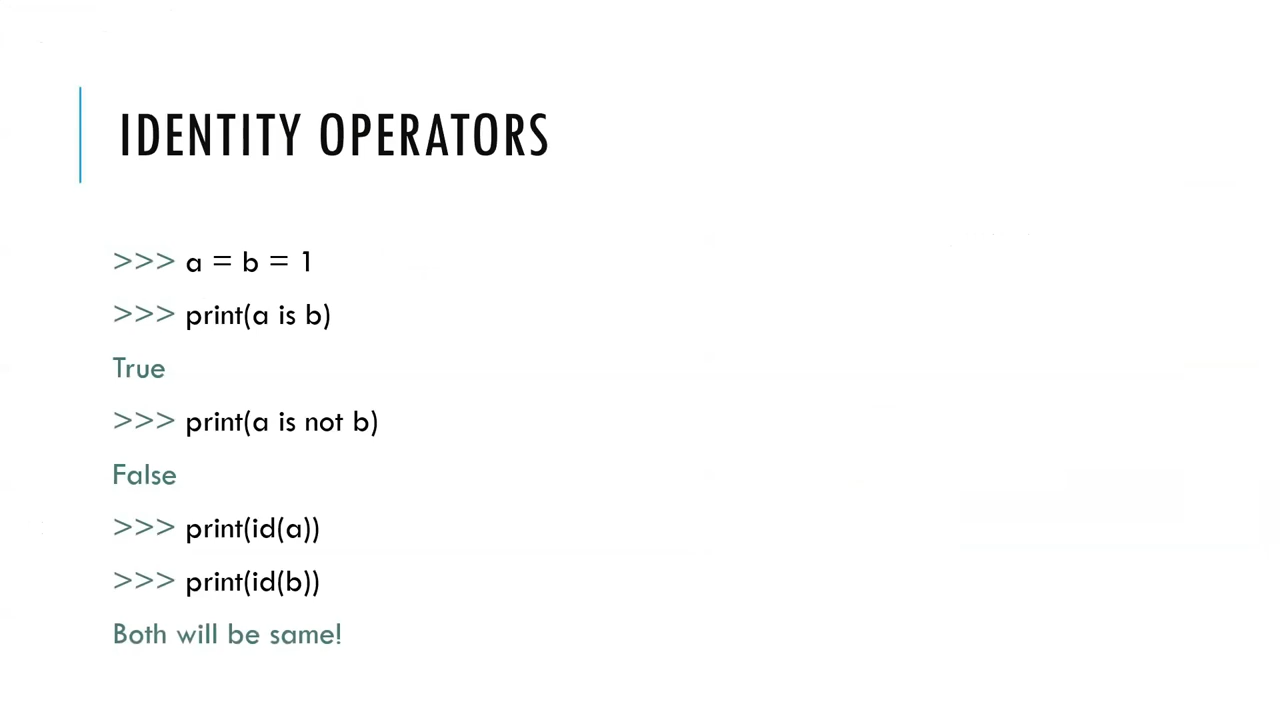 IDENTITY OPERATORS
>>> a = b = 1
>>> print(a is b)
True
>>> print(a is not b)
False
>>> print(id(a))
>>> print(id(b))
Both will be same!